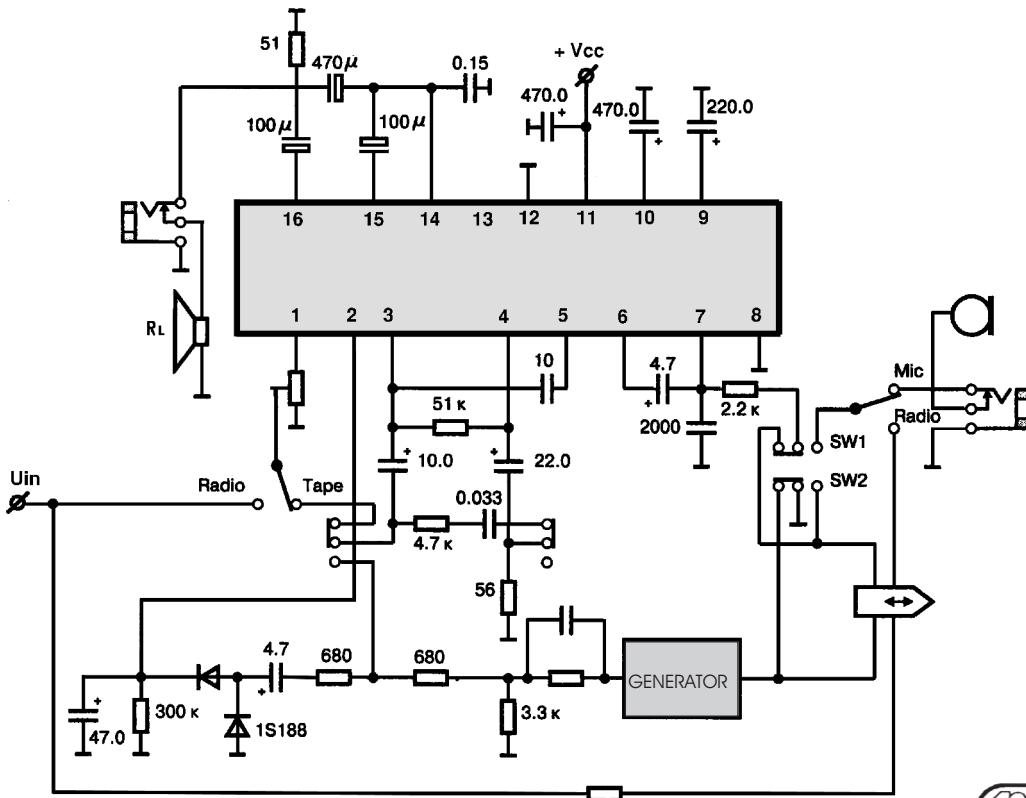 51
470μ
0.15
+ Vcc
100μ
100μ
470.0
+
470.0
+
220.0
+
16 15 14 13 12 11 10 9
1 2 3 4 5 6 7 8
RL
10
4.7
+
2.2 к
2000
51 к
Mic
Radio
SW1
SW2
+
10.0
+
22.0
Uin
Radio
Tape
0.033
4.7 к
56
4.7
+
680
680
GENERATOR
+
47.0
300 к
1S188
3.3 к